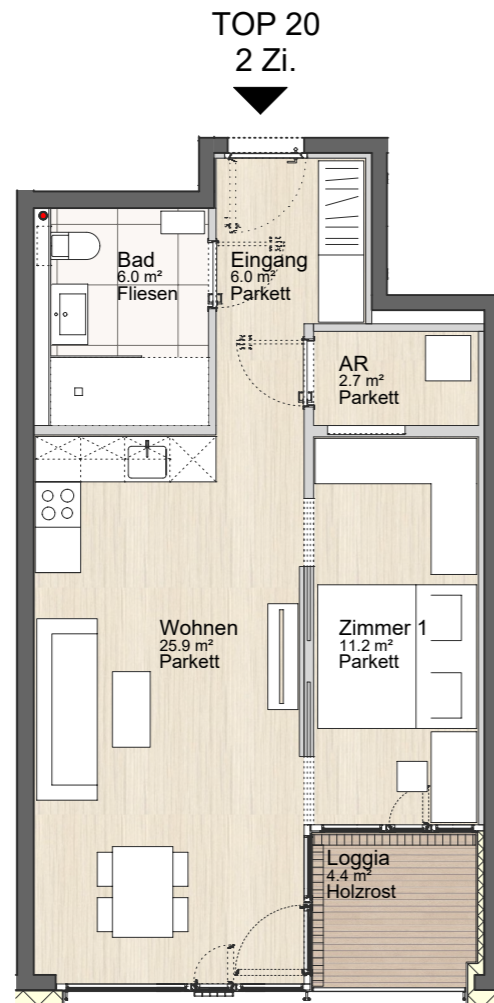 TOP 20
2 Zi.
Bad
6.0 m²
Fliesen
Eingang
6.0 m²
Parkett
AR
2.7 m²
Parkett
Wohnen
25.9 m²
Parkett
Zimmer 1
11.2 m²
Parkett
Loggia
4.4 m²
Holzrost